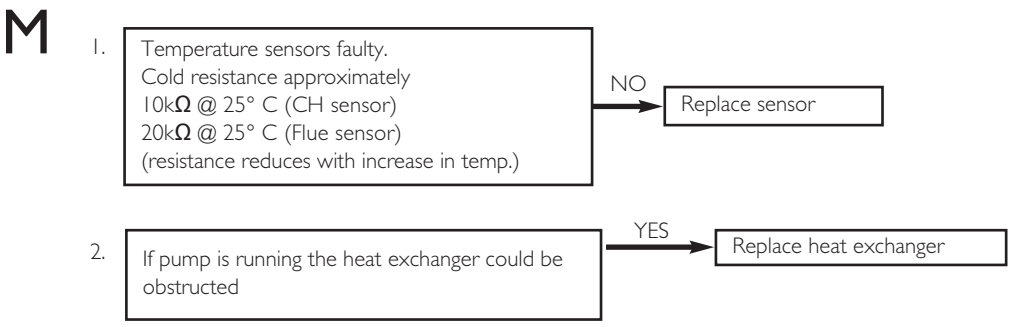 M
1. Temperature sensors faulty.
Cold resistance approximately
10kΩ @ 25° C (CH sensor)
20kΩ @ 25° C (Flue sensor)
(resistance reduces with increase in temp.)
NO
Replace sensor
2. If pump is running the heat exchanger could be
obstructed
YES
Replace heat exchanger